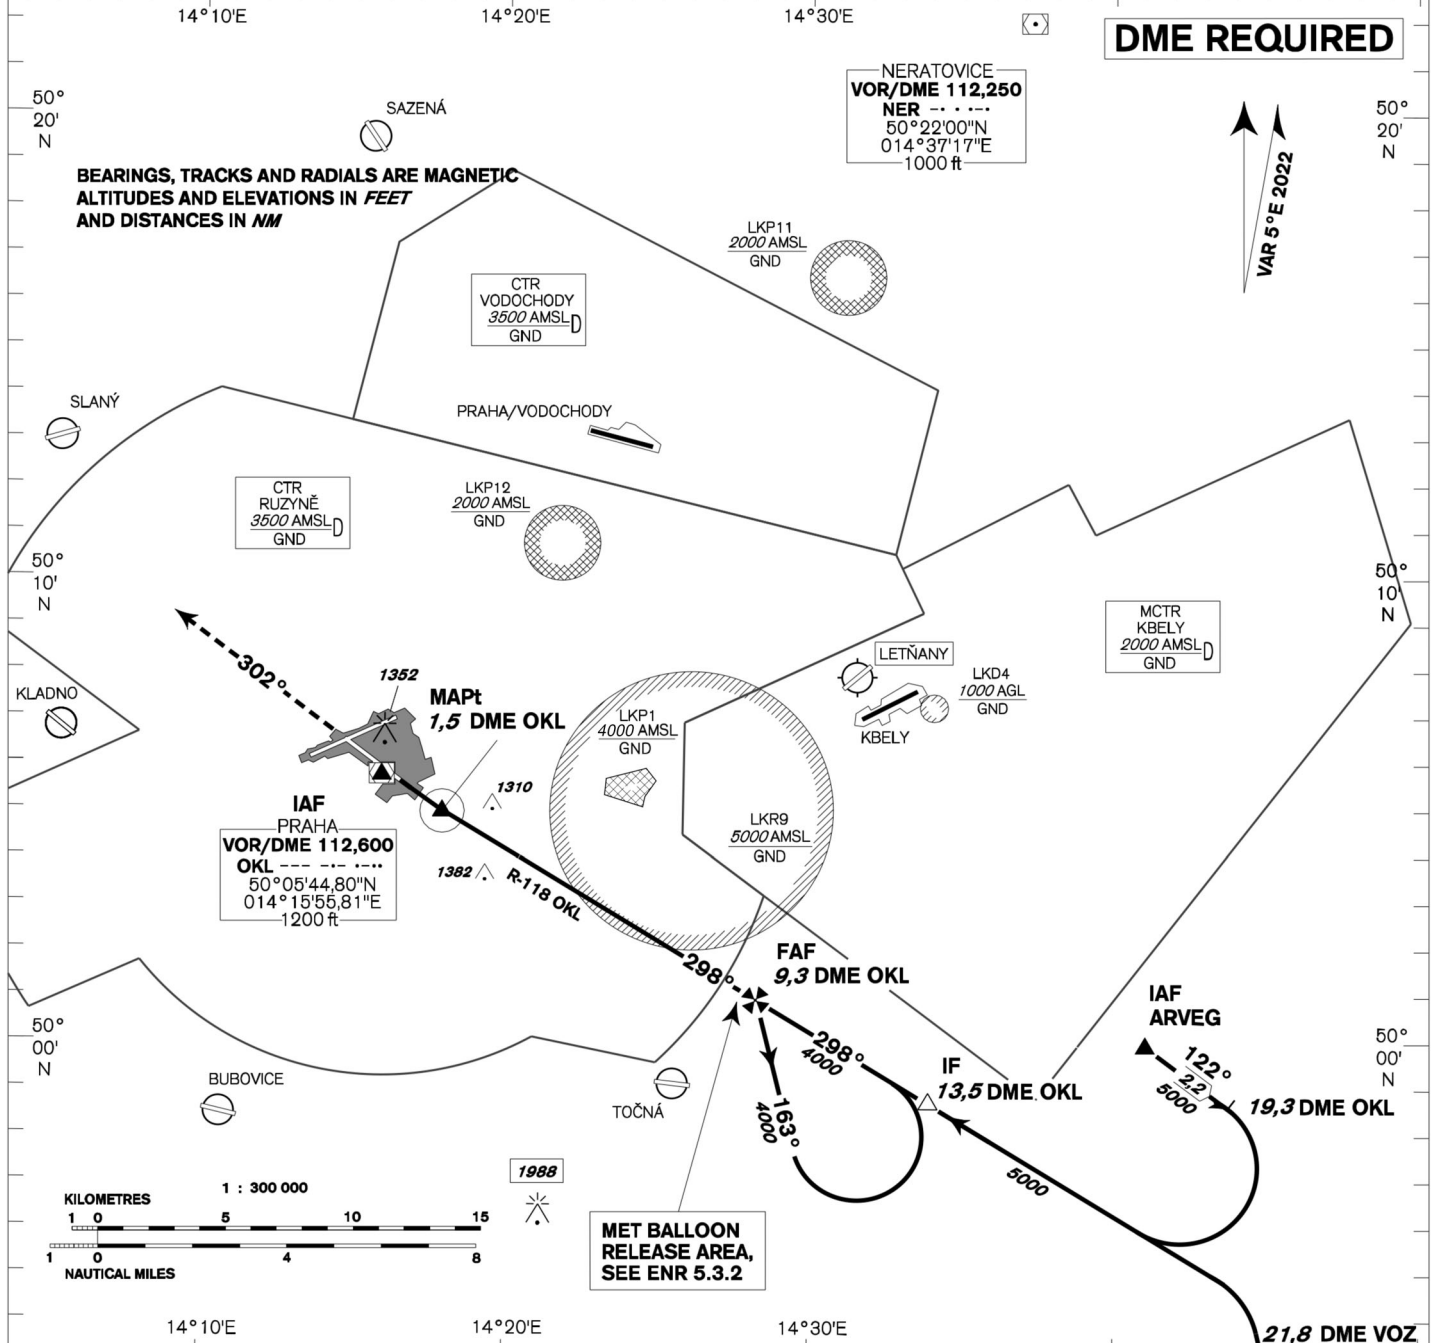 14°10'E
14°20'E
14°30'E
DME REQUIRED
50°
20'
N
SAZENÁ
NERATOVICE
VOR/DME 112,250
NER –· · ·–·
50°22'00"N
014°37'17"E
1000 ft
50°
20'
N
VAR 5°E 2022
BEARINGS, TRACKS AND RADIALS ARE MAGNETIC
ALTITUDES AND ELEVATIONS IN FEET
AND DISTANCES IN NM
LKP11
2000 AMSL
GND
CTR
VODOCHODY
3500 AMSL D
GND
SLANÝ
PRAHA/VODOCHODY
CTR
RUZYNĚ
3500 AMSL D
GND
LKP12
2000 AMSL
GND
50°
10'
N
50°
10'
N
MCTR
KBELY
2000 AMSL D
GND
302°
LETŇANY
1352
KLADNO
MAPt
1,5 DME OKL
LKP1
4000 AMSL
GND
LKD4
1000 AGL
GND
KBELY
1310
IAF
PRAHA
VOR/DME 112,600
OKL ––– –·– ·–··
50°05'44,80"N
014°15'55,81"E
1200 ft
LKR9
5000 AMSL
GND
1382
R-118 OKL
298°
FAF
9,3 DME OKL
IAF
ARVEG
50°
00'
N
50°
00'
N
298°
4000
IF
13,5 DME OKL
122°
2,2
5000
19,3 DME OKL
BUBOVICE
TOČNÁ
163°
4000
1988
5000
1 : 300 000
KILOMETRES
1 0 5 10 15
1 0 4 8
NAUTICAL MILES
MET BALLOON
RELEASE AREA,
SEE ENR 5.3.2
14°10'E
14°20'E
14°30'E
21,8 DME VOZ